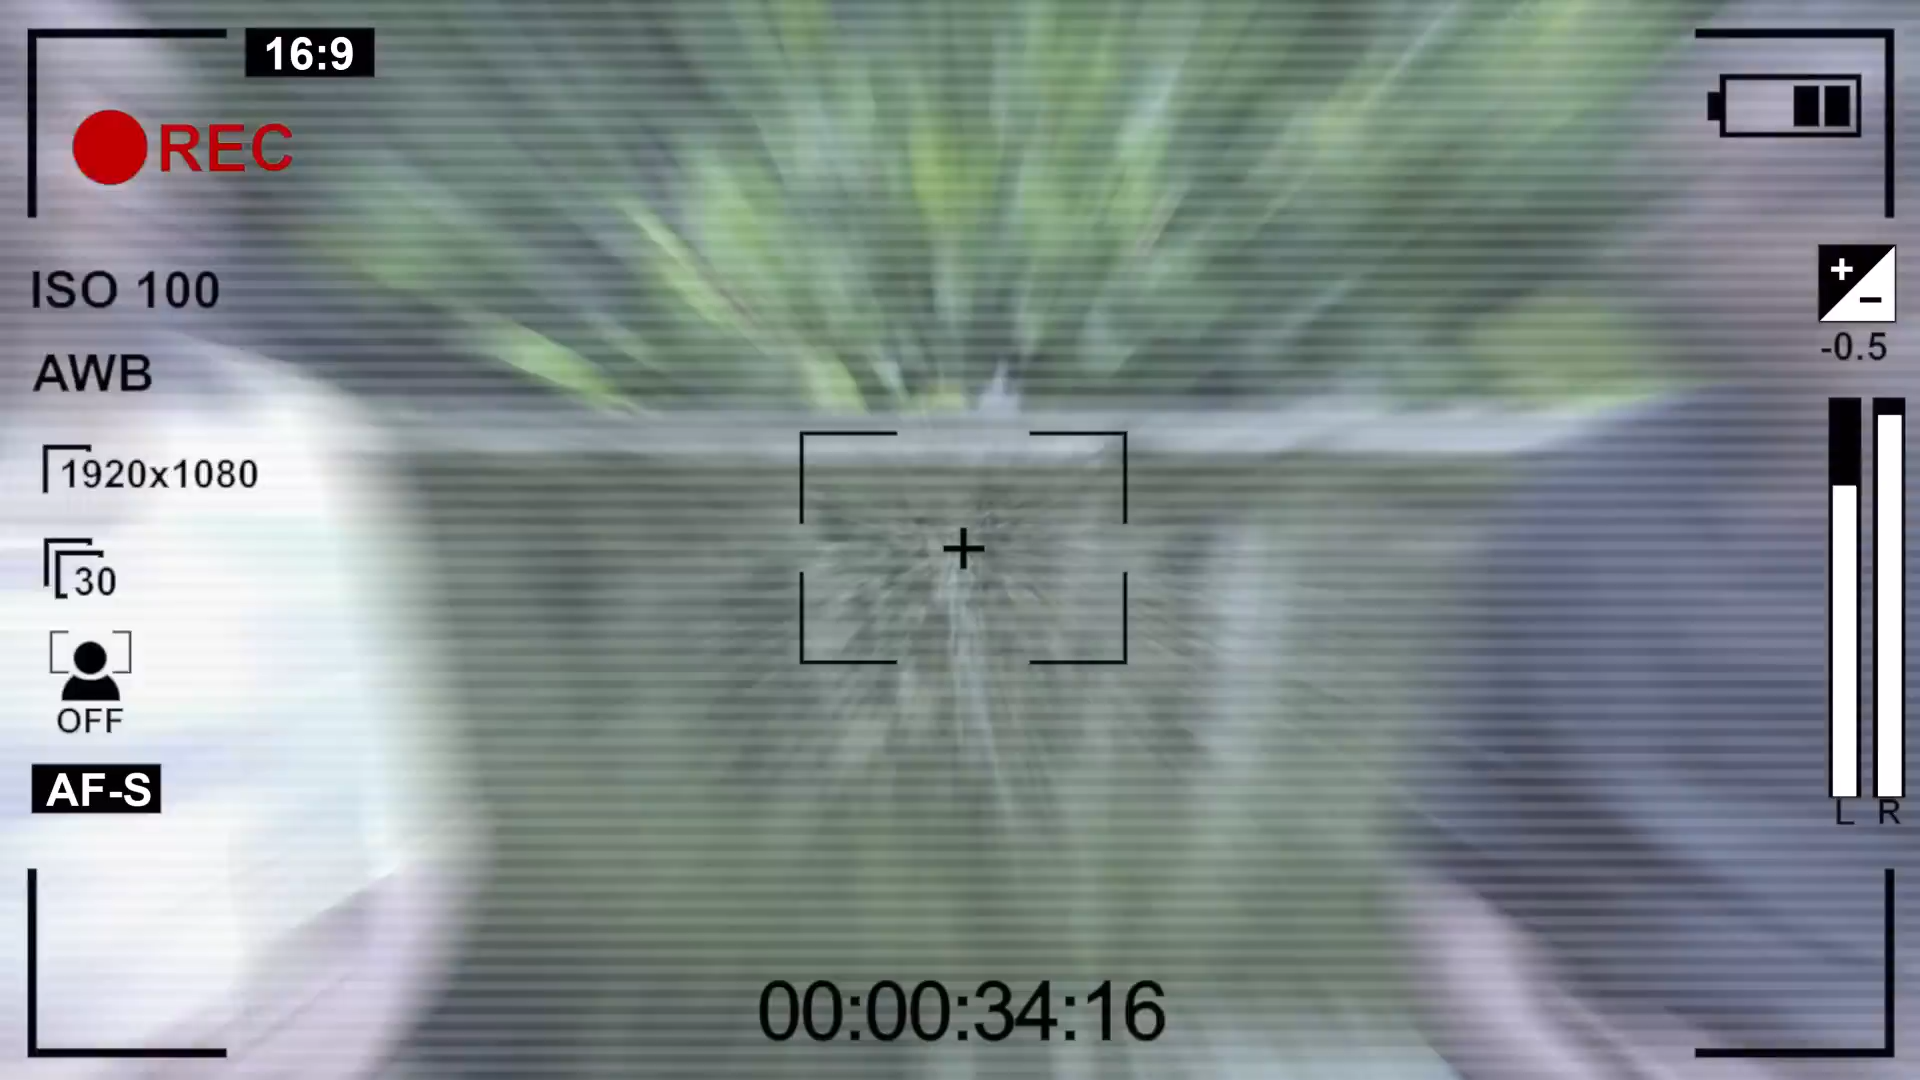 16:9
REC
ISO 100
AWB
1920x1080
30
OFF
AF-S
+
-
-0.5
L R
00:00:34:16